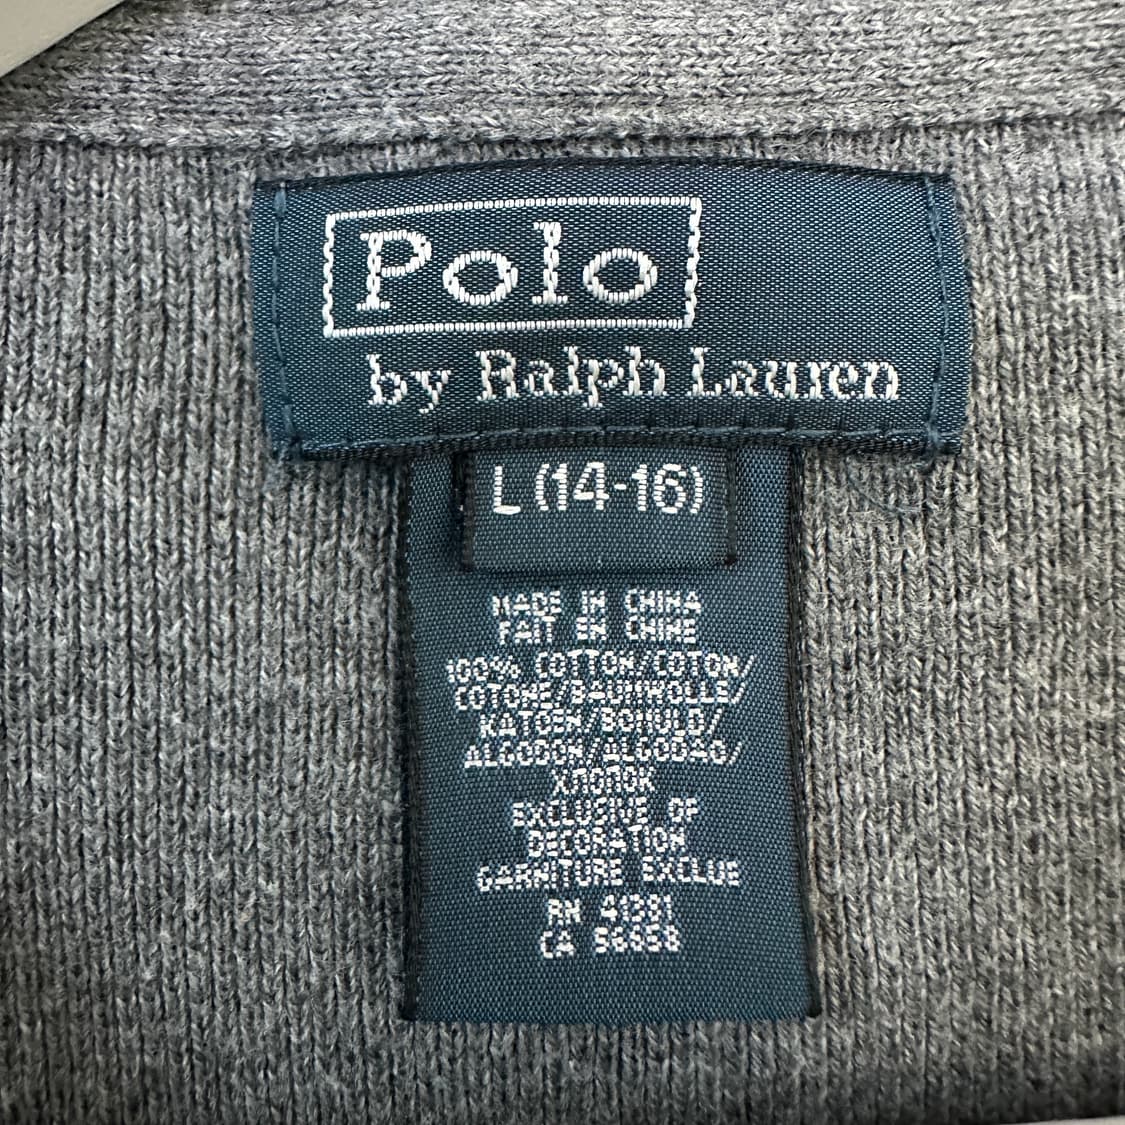 Polo
by Ralph Lauren
L (14-16)
MADE IN CHINA
FAIT EN CHINE
100% COTTON/COTON/
COTONE/BAUMWOLLE/
KATOEN/BOMULD/
ALGODON/ALGODÃO/
ХЛОПОК
EXCLUSIVE OF
DECORATION
GARNITURE EXCLUE
RN 41381
CA 56658